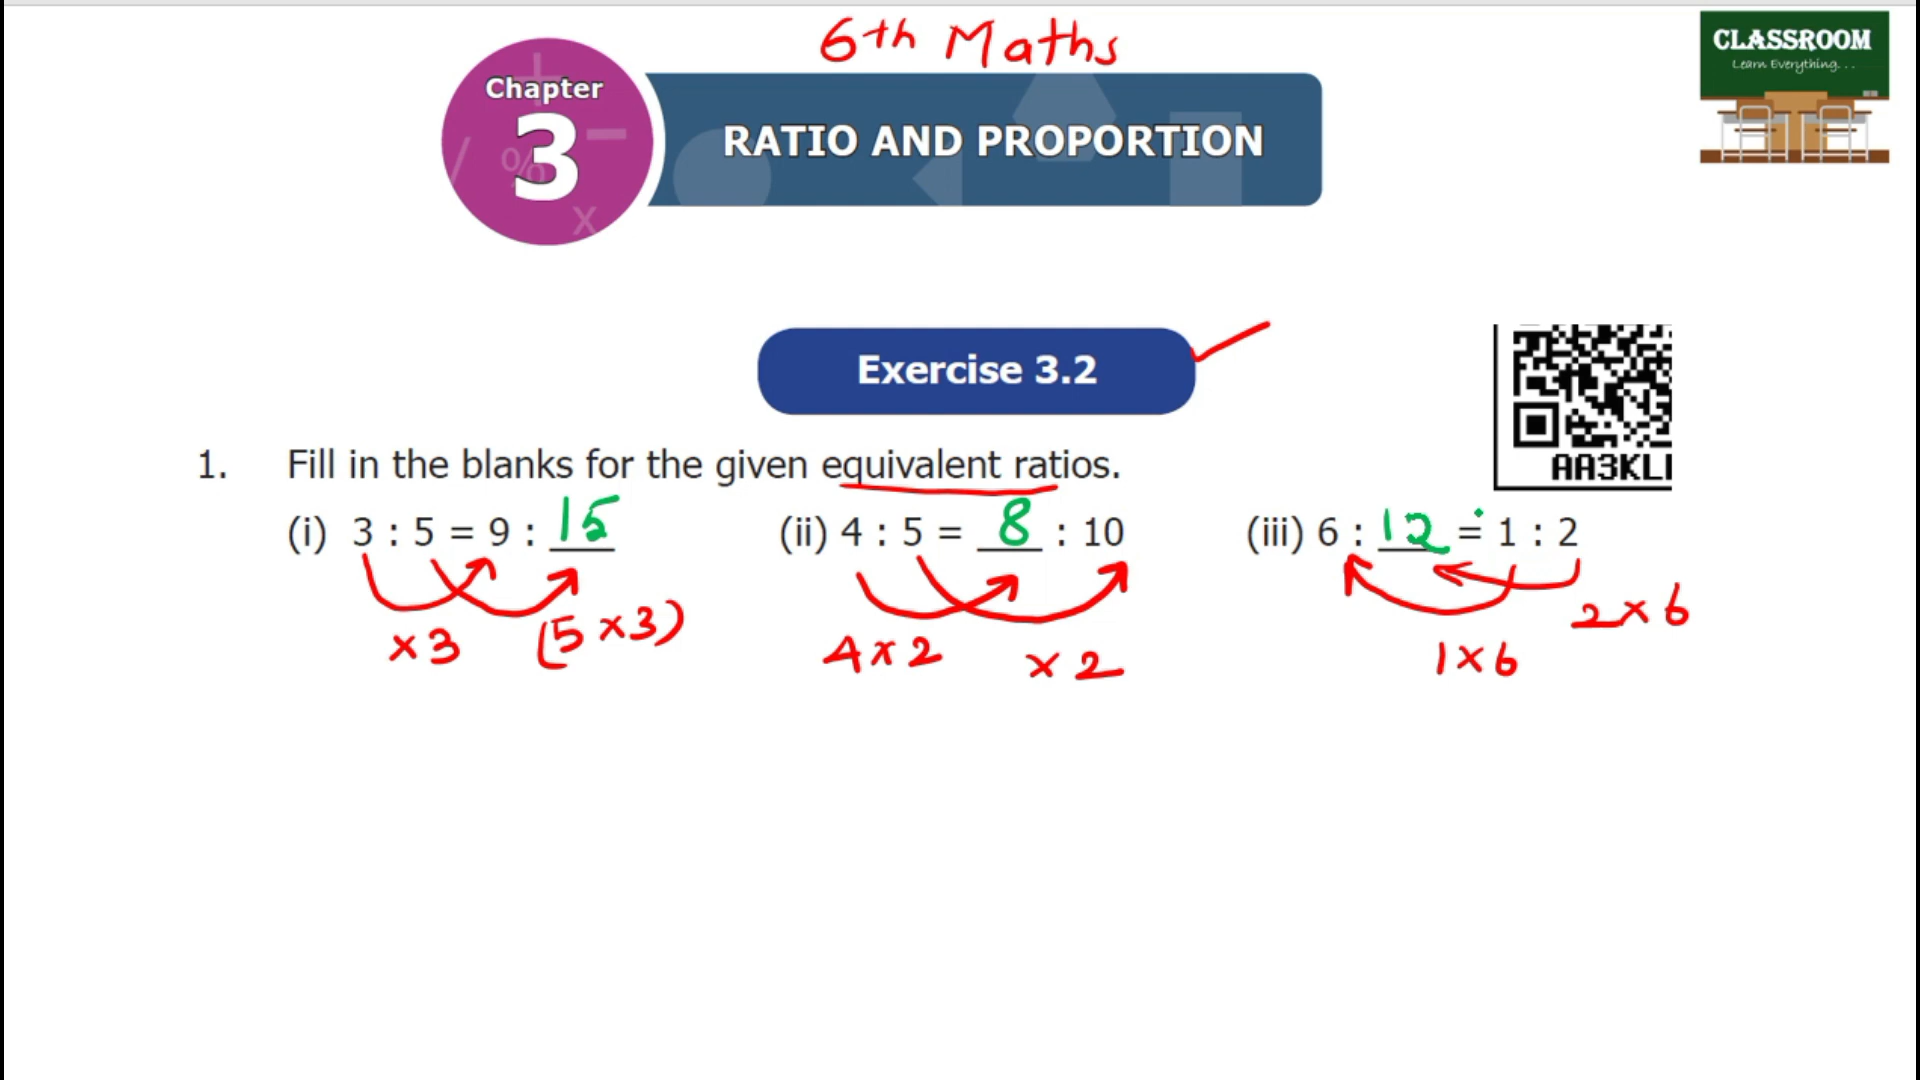 6th Maths
CLASSROOM
Learn Everything...
Chapter
3
RATIO AND PROPORTION
Exercise 3.2
AA3KL
1. Fill in the blanks for the given equivalent ratios.
(i) 3 : 5 = 9 : 15 (ii) 4 : 5 = 8 : 10 (iii) 6 : 12 = 1 : 2
×3 (5 ×3) 4×2 ×2 1×6 2×6